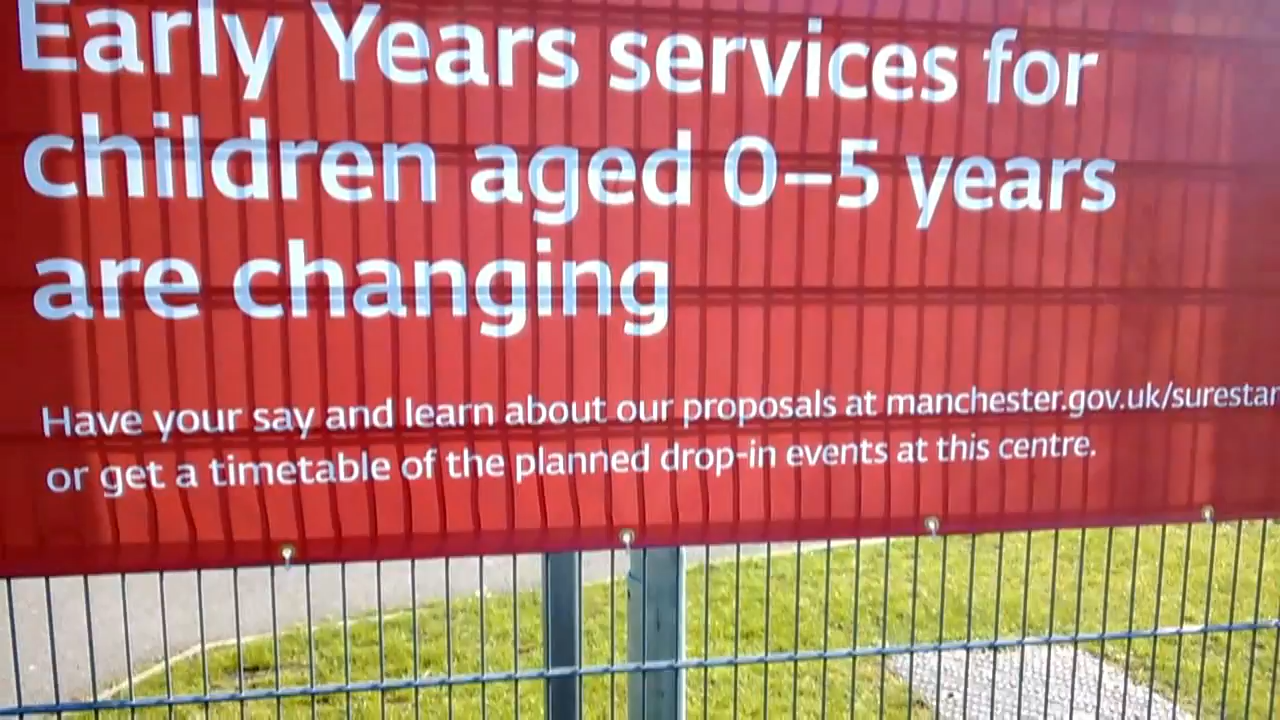 Early Years services for
children aged 0–5 years
are changing
Have your say and learn about our proposals at manchester.gov.uk/surestar
or get a timetable of the planned drop-in events at this centre.